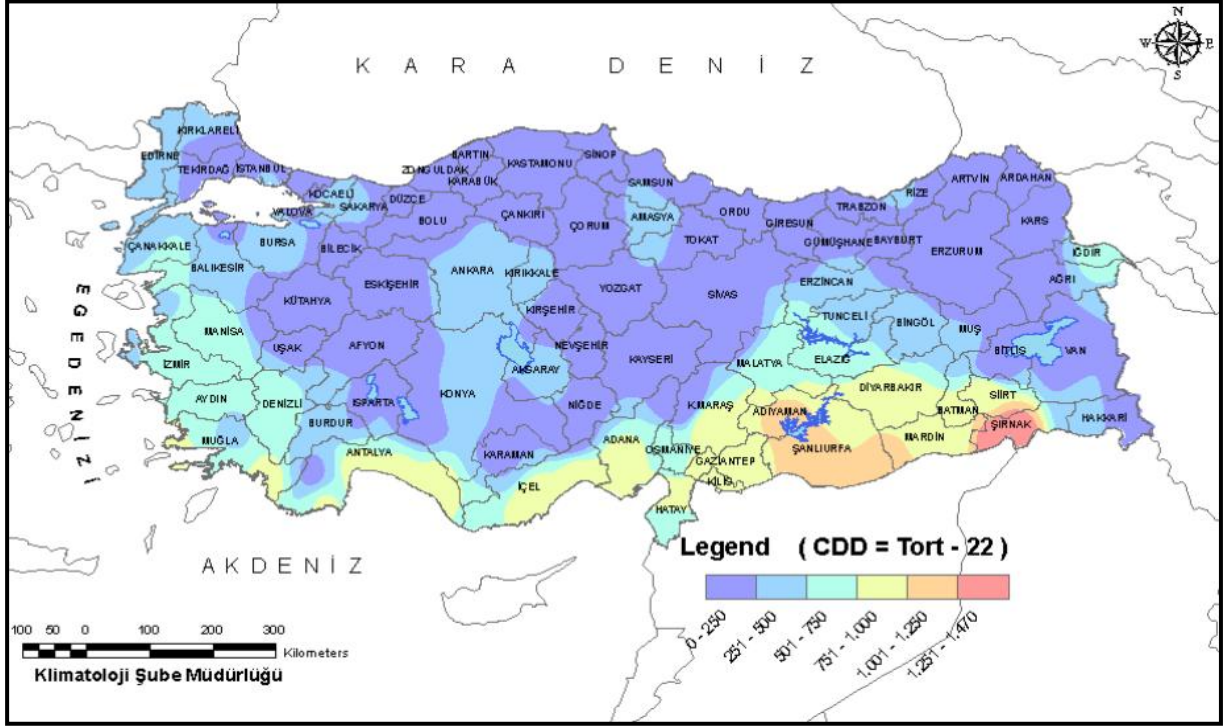 N
W E
S
K A R A D E N İ Z
KIRKLARELİ
EDİRNE
TEKİRDAĞ
İSTANBUL
KOCAELİ
YALOVA
SAKARYA
DÜZCE
ZONGULDAK
BARTIN
KARABÜK
KASTAMONU
SİNOP
SAMSUN
AMASYA
ORDU
GİRESUN
TRABZON
RİZE
ARTVİN
ARDAHAN
KARS
BOLU
ÇANKIRI
ÇORUM
TOKAT
GÜMÜŞHANE
BAYBURT
ERZURUM
IĞDIR
AĞRI
ÇANAKKALE
BALIKESİR
BURSA
BİLECİK
ESKİŞEHİR
ANKARA
KIRIKKALE
KIRŞEHİR
YOZGAT
SİVAS
ERZİNCAN
TUNCELİ
BİNGÖL
MUŞ
BİTLİS
VAN
KÜTAHYA
MANİSA
UŞAK
AFYON
NEVŞEHİR
AKSARAY
KAYSERİ
MALATYA
ELAZIĞ
İZMİR
AYDIN
DENİZLİ
ISPARTA
BURDUR
KONYA
NİĞDE
K.MARAŞ
ADIYAMAN
DİYARBAKIR
BATMAN
SİİRT
ŞIRNAK
HAKKARİ
MUĞLA
ANTALYA
KARAMAN
İÇEL
ADANA
OSMANİYE
GAZİANTEP
KİLİS
ŞANLIURFA
MARDİN
HATAY
E G E D E N İ Z İ
A K D E N İ Z
Legend ( CDD = Tort - 22 )
0 - 250
251 - 500
501 - 750
751 - 1.000
1.001 - 1.250
1.251 - 1.470
100 50 0 100 200 300
Kilometers
Klimatoloji Şube Müdürlüğü